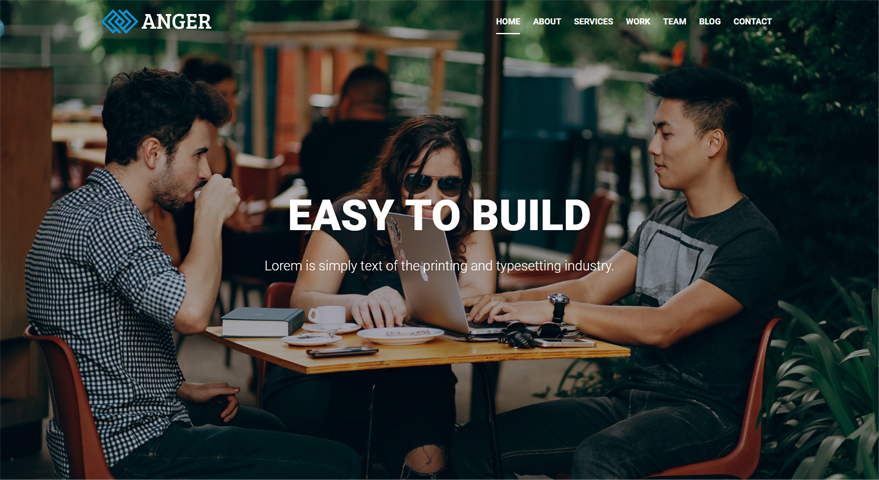 ANGER
HOME ABOUT SERVICES WORK TEAM BLOG CONTACT
EASY TO BUILD
Lorem is simply text of the printing and typesetting industry.